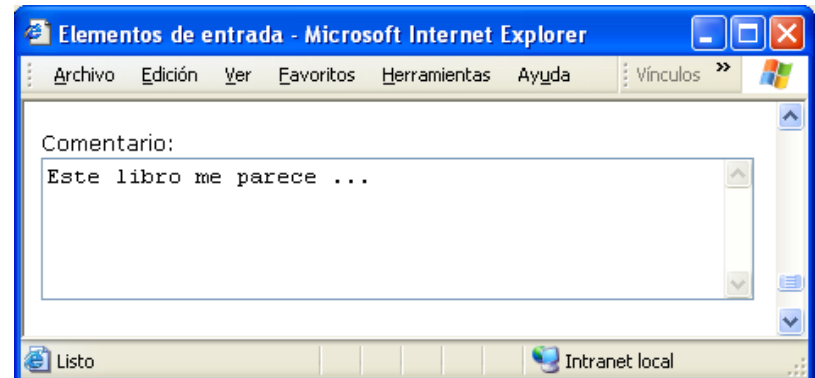 Elementos de entrada - Microsoft Internet Explorer
Archivo Edición Ver Favoritos Herramientas Ayuda Vínculos »
Comentario:
Este libro me parece ...
Listo Intranet local